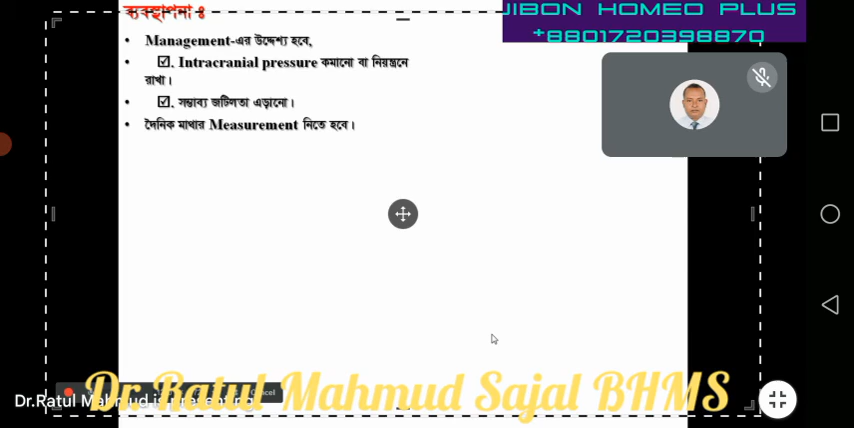 ব্যবস্থাপনা ঃ
JIBON HOMEO PLUS
+8801720398870
• Management-এর উদ্দেশ্য হবে,
• ☑. Intracranial pressure কমানো বা নিয়ন্ত্রনে
রাখা।
• ☑. সম্ভাব্য জটিলতা এড়ানো।
• দৈনিক মাথার Measurement নিতে হবে।
Dr.Ratul Mahmud Sajal BHMS
Dr.Ratul Mahmud is presenting